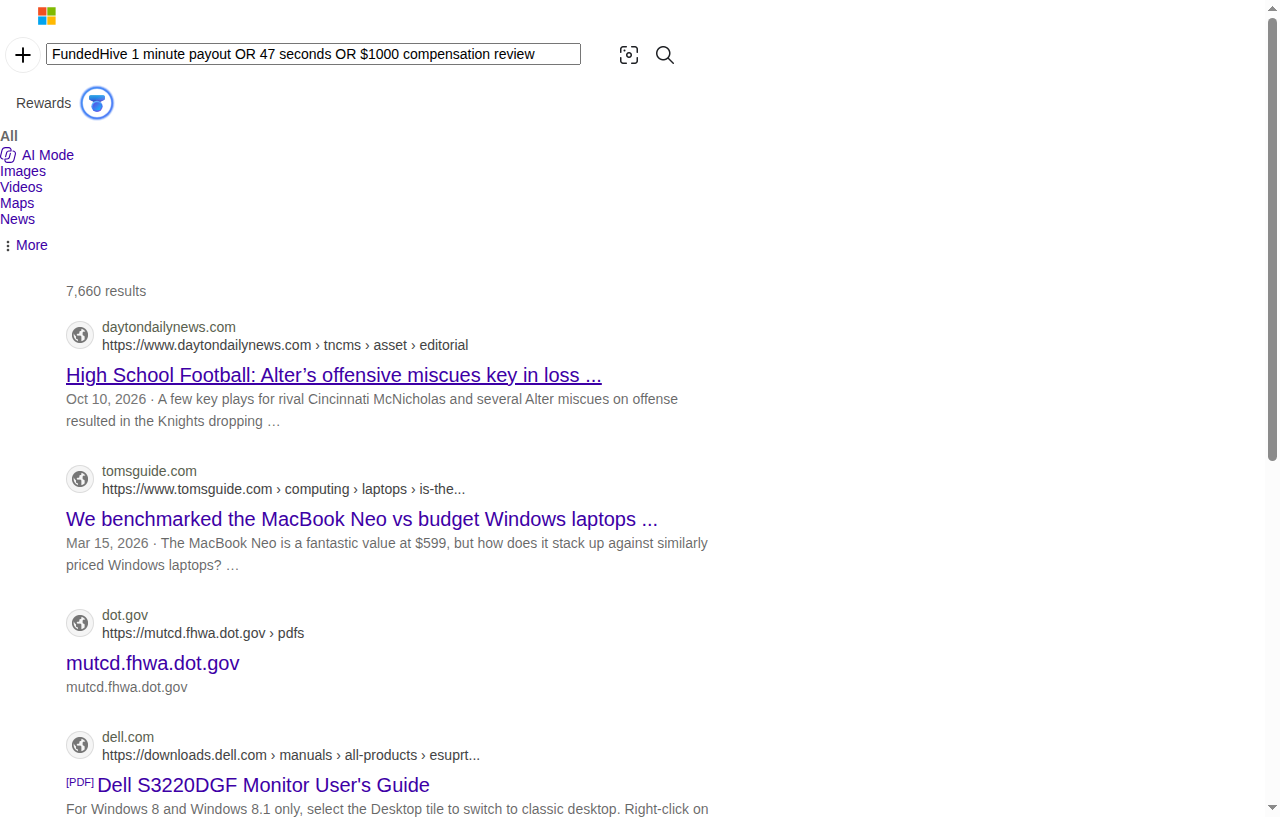 FundedHive 1 minute payout OR 47 seconds OR $1000 compensation review
Rewards
All
AI Mode
Images
Videos
Maps
News
More
7,660 results
daytondailynews.com
https://www.daytondailynews.com › tncms › asset › editorial
High School Football: Alter’s offensive miscues key in loss ...
Oct 10, 2026 · A few key plays for rival Cincinnati McNicholas and several Alter miscues on offense
resulted in the Knights dropping …
tomsguide.com
https://www.tomsguide.com › computing › laptops › is-the...
We benchmarked the MacBook Neo vs budget Windows laptops ...
Mar 15, 2026 · The MacBook Neo is a fantastic value at $599, but how does it stack up against similarly
priced Windows laptops? …
dot.gov
https://mutcd.fhwa.dot.gov › pdfs
mutcd.fhwa.dot.gov
mutcd.fhwa.dot.gov
dell.com
https://downloads.dell.com › manuals › all-products › esuprt...
[PDF] Dell S3220DGF Monitor User's Guide
For Windows 8 and Windows 8.1 only, select the Desktop tile to switch to classic desktop. Right-click on